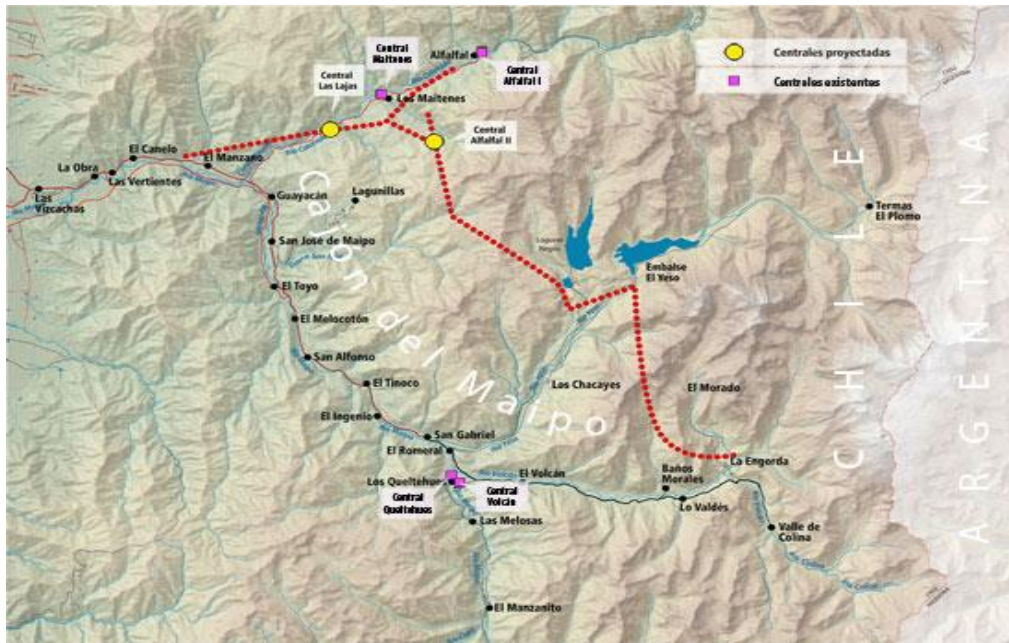 Centrales proyectadas
Centrales existentes
Central
Maitenes
Alfalfal
Central
Alfalfal I
Central
Las Lajas
Los Maitenes
Central
Alfalfal II
El Canelo
La Obra
Las Vertientes
El Manzano
Las
Vizcachas
Guayacán
Lagunillas
Termas
El Plomo
San José de Maipo
Laguna
Negra
Embalse
El Yeso
El Toyo
El Melocotón
San Alfonso
Cajón del Maipo
El Tinoco
Los Chacayes
El Morado
El Ingenio
San Gabriel
El Romeral
La Engorda
Baños
Morales
El Volcán
Lo Valdés
Central
Queltehues
Central
Volcán
Las Melosas
Valle de
Colina
El Manzanito
CHILE
ARGENTINA